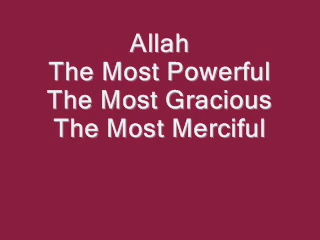 Allah
The Most Powerful
The Most Gracious
The Most Merciful